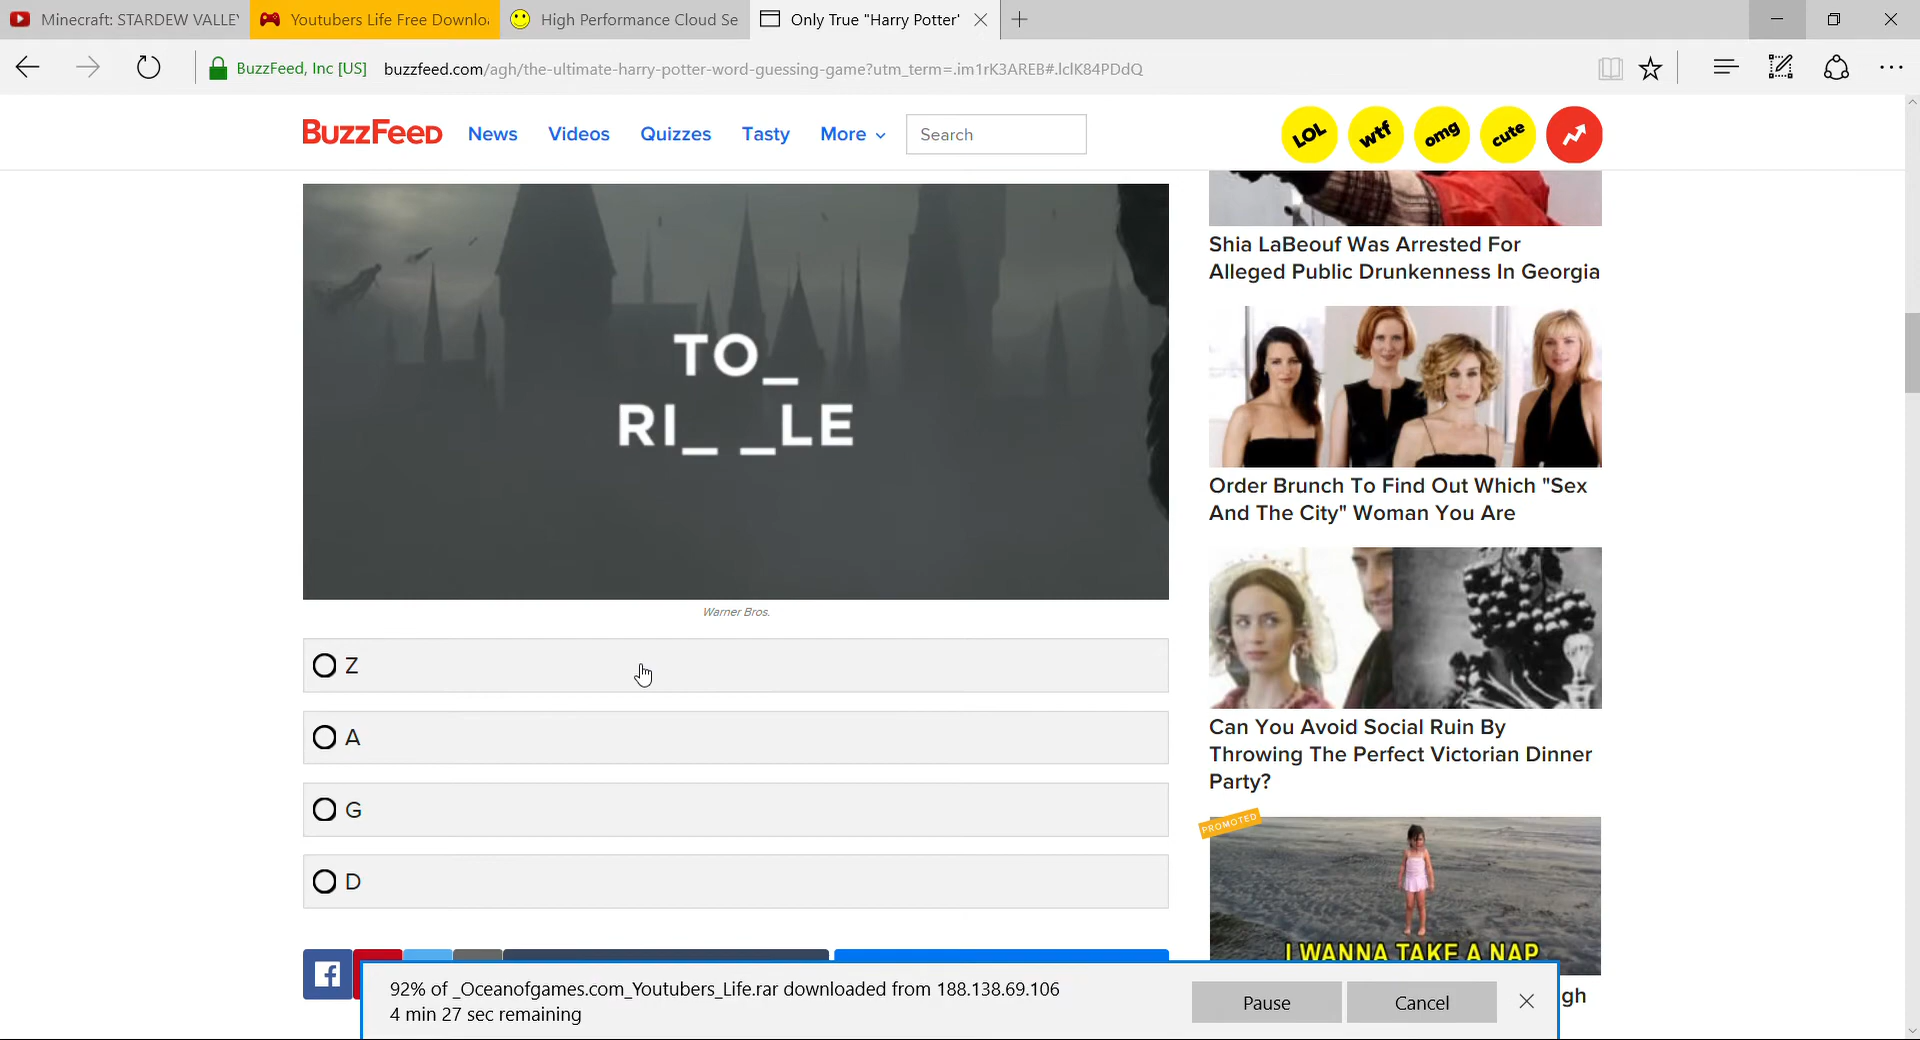 Minecraft: STARDEW VALLEY
Youtubers Life Free Downlo
High Performance Cloud Se
Only True "Harry Potter"
BuzzFeed, Inc [US]
buzzfeed.com/agh/the-ultimate-harry-potter-word-guessing-game?utm_term=.im1rK3AREB#.lclK84PDdQ
BuzzFeed
News
Videos
Quizzes
Tasty
More
Search
LOL
wtf
omg
cute
TO_
RI_ _LE
Warner Bros.
Z
A
G
D
Shia LaBeouf Was Arrested For
Alleged Public Drunkenness In Georgia
Order Brunch To Find Out Which "Sex
And The City" Woman You Are
Can You Avoid Social Ruin By
Throwing The Perfect Victorian Dinner
Party?
PROMOTED
I WANNA TAKE A NAP
gh
92% of _Oceanofgames.com_Youtubers_Life.rar downloaded from 188.138.69.106
4 min 27 sec remaining
Pause
Cancel